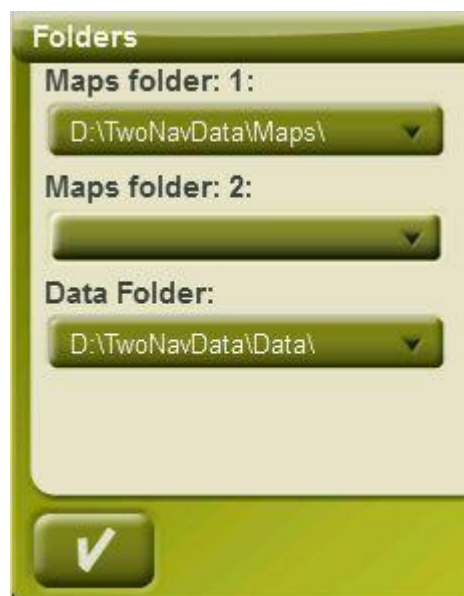 Folders
Maps folder: 1:
D:\TwoNavData\Maps\
Maps folder: 2:
Data Folder:
D:\TwoNavData\Data\